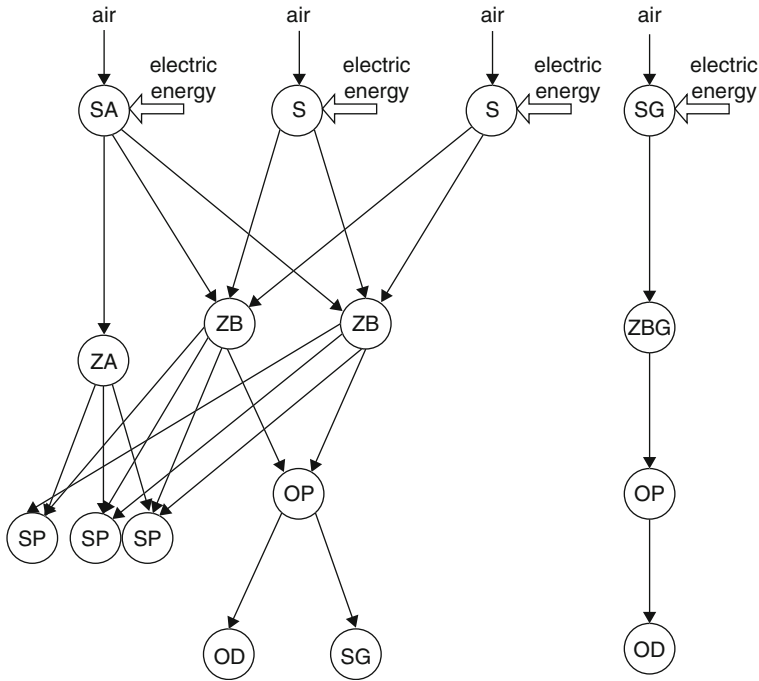 air
air
air
air
electric
energy
electric
energy
electric
energy
electric
energy
SA
S
S
SG
ZB
ZB
ZBG
ZA
OP
OP
SP
SP
SP
OD
SG
OD